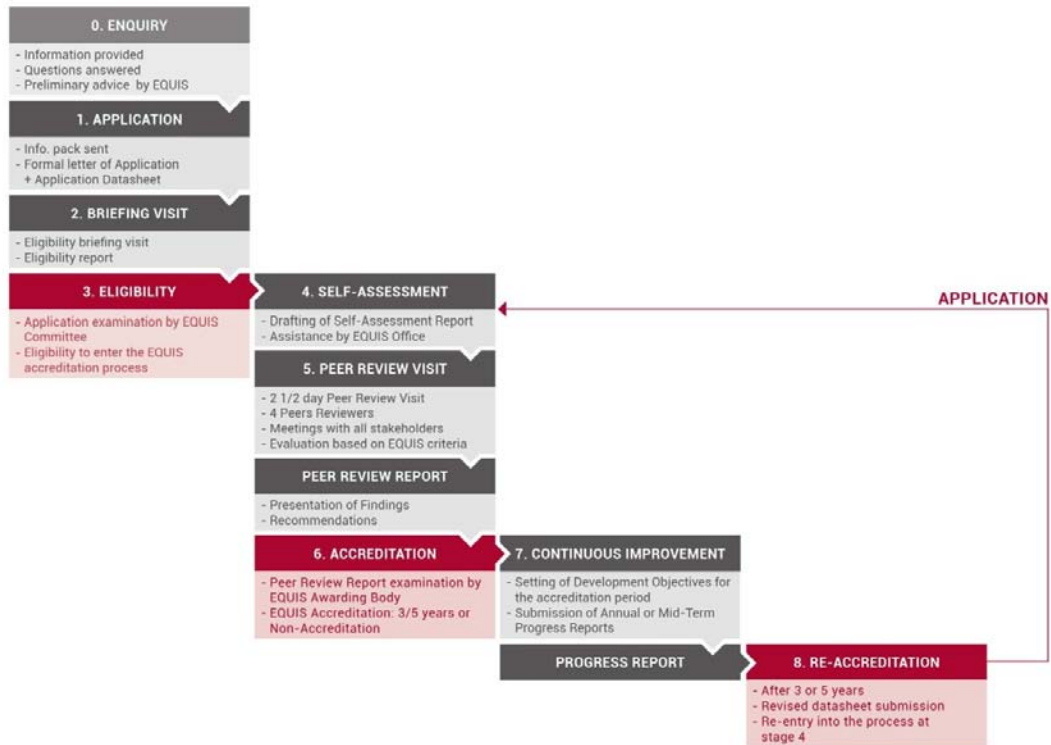 0. ENQUIRY
- Information provided
- Questions answered
- Preliminary advice by EQUIS
1. APPLICATION
- Info. pack sent
- Formal letter of Application
+ Application Datasheet
2. BRIEFING VISIT
- Eligibility briefing visit
- Eligibility report
3. ELIGIBILITY
- Application examination by EQUIS
Committee
- Eligibility to enter the EQUIS
accreditation process
4. SELF-ASSESSMENT
- Drafting of Self-Assessment Report
- Assistance by EQUIS Office
5. PEER REVIEW VISIT
- 2 1/2 day Peer Review Visit
- 4 Peers Reviewers
- Meetings with all stakeholders
- Evaluation based on EQUIS criteria
PEER REVIEW REPORT
- Presentation of Findings
- Recommendations
6. ACCREDITATION
- Peer Review Report examination by
EQUIS Awarding Body
- EQUIS Accreditation: 3/5 years or
Non-Accreditation
7. CONTINUOUS IMPROVEMENT
- Setting of Development Objectives for
the accreditation period
- Submission of Annual or Mid-Term
Progress Reports
PROGRESS REPORT
8. RE-ACCREDITATION
- After 3 or 5 years
- Revised datasheet submission
- Re-entry into the process at
stage 4
APPLICATION